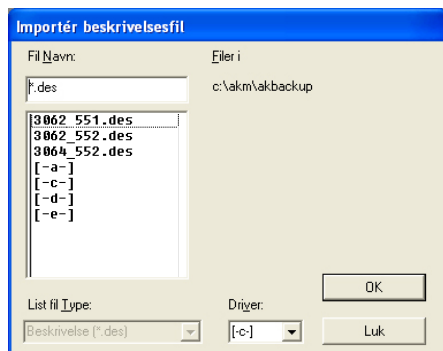 Importér beskrivelsesfil
Fil Navn:
Filer i
*.des
c:\akm\akbackup
3062_551.des
3062_552.des
3064_552.des
[-a-]
[-c-]
[-d-]
[-e-]
OK
List fil Type:
Driver:
Beskrivelse (*.des)
[-c-]
Luk